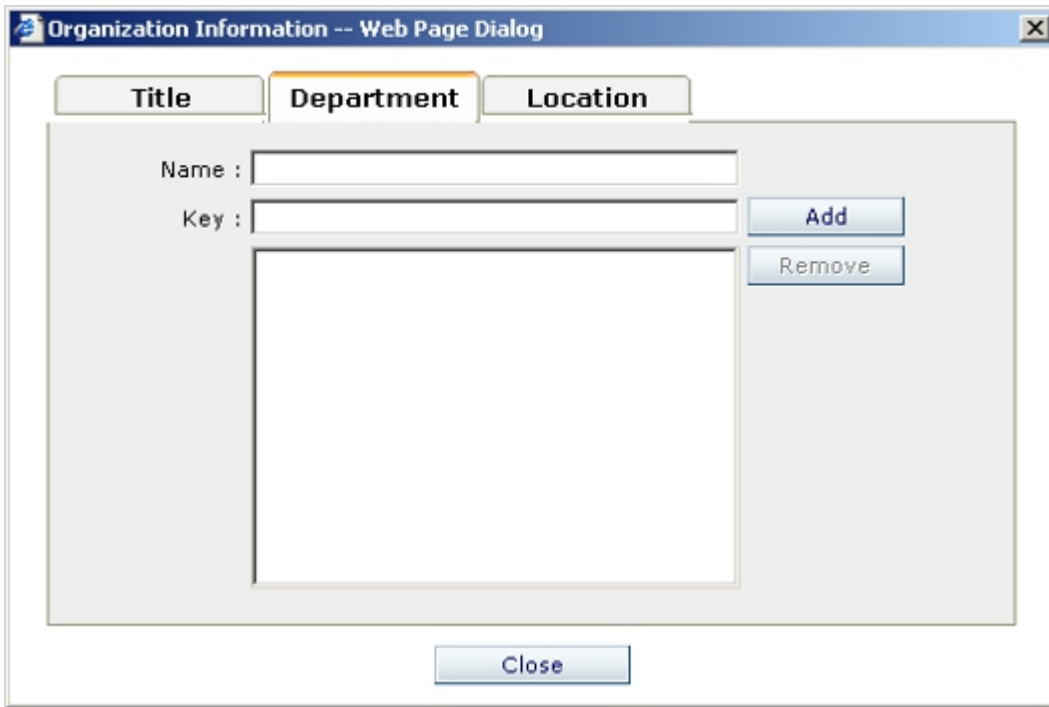 Organization Information -- Web Page Dialog
Title Department Location
Name :
Key : Add
Remove
Close